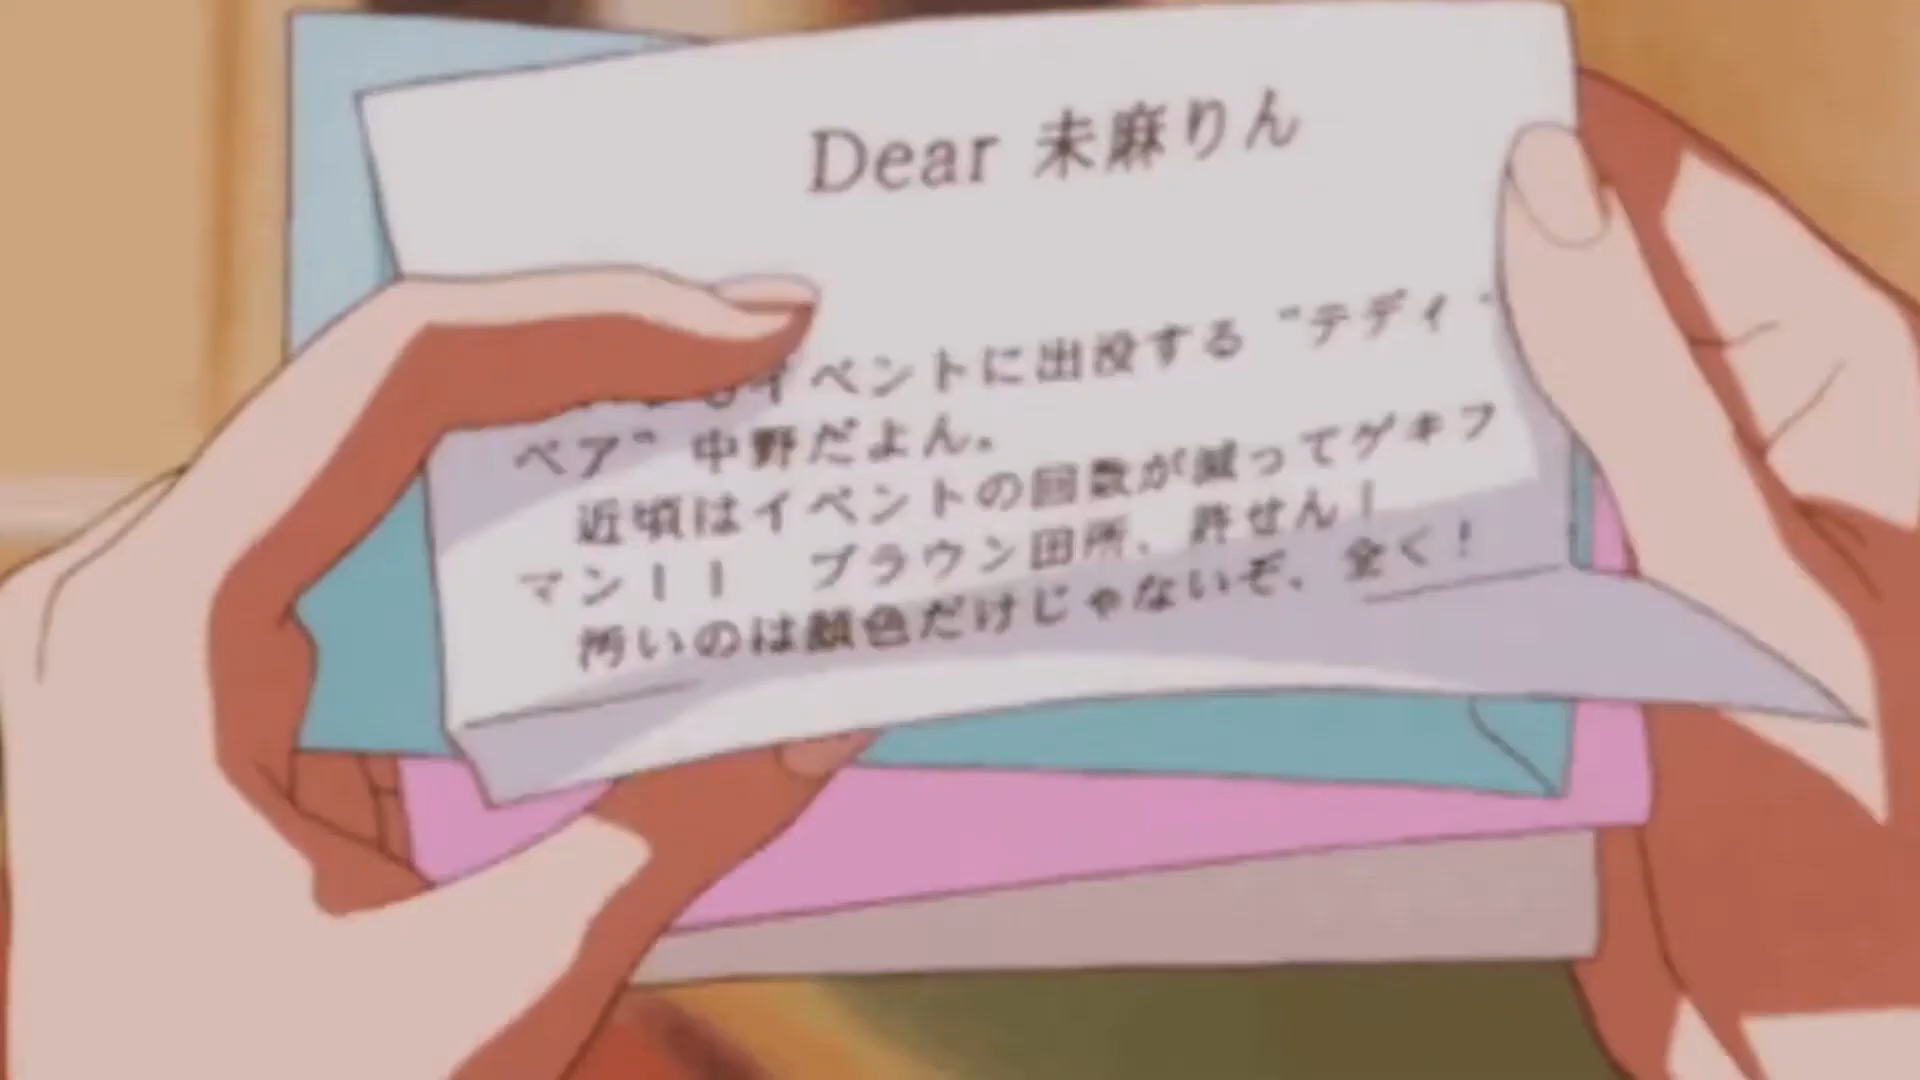 Dear 未麻りん
もイベントに出没する “テディ・
ベア” 中野だよん。
近頃はイベントの回数が減ってゲキフ
マン！！ ブラウン田所、許せん！
汚いのは顔色だけじゃないぞ、全く！